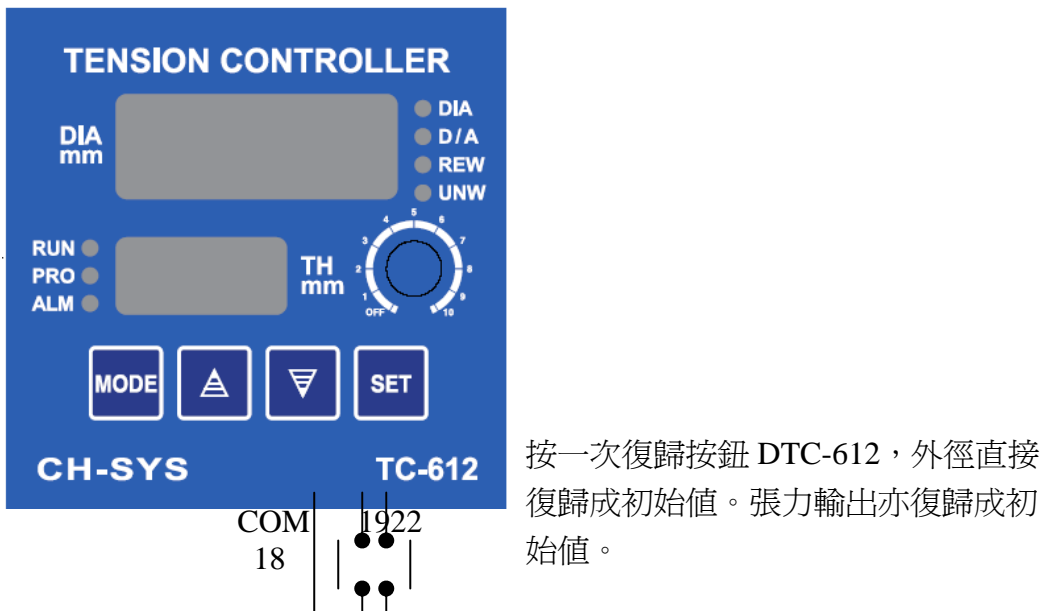 TENSION CONTROLLER
DIA
mm
DIA
D/A
REW
UNW
RUN
PRO
ALM
TH
mm
OFF 1 2 3 4 5 6 7 8 9 10
MODE
SET
CH-SYS TC-612
COM 1922
18
按一次復歸按鈕 DTC-612，外徑直接
復歸成初始值。張力輸出亦復歸成初
始值。